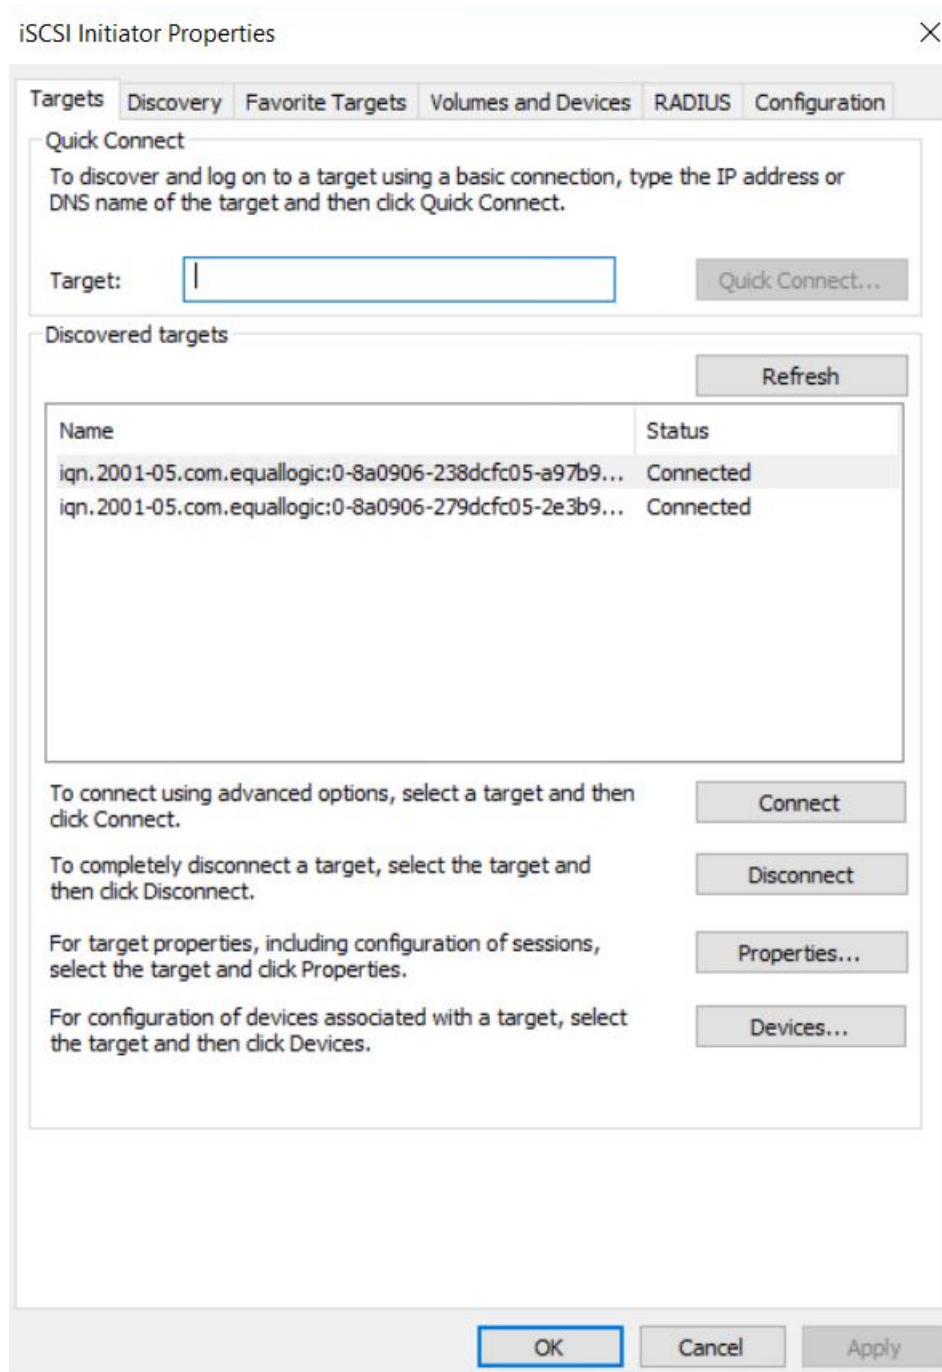 iSCSI Initiator Properties
Targets Discovery Favorite Targets Volumes and Devices RADIUS Configuration
Quick Connect
To discover and log on to a target using a basic connection, type the IP address or
DNS name of the target and then click Quick Connect.
Target:
Quick Connect...
Discovered targets
Refresh
Name Status
iqn.2001-05.com.equallogic:0-8a0906-238dcfc05-a97b9... Connected
iqn.2001-05.com.equallogic:0-8a0906-279dcfc05-2e3b9... Connected
To connect using advanced options, select a target and then
click Connect.
Connect
To completely disconnect a target, select the target and
then click Disconnect.
Disconnect
For target properties, including configuration of sessions,
select the target and click Properties.
Properties...
For configuration of devices associated with a target, select
the target and then click Devices.
Devices...
OK Cancel Apply